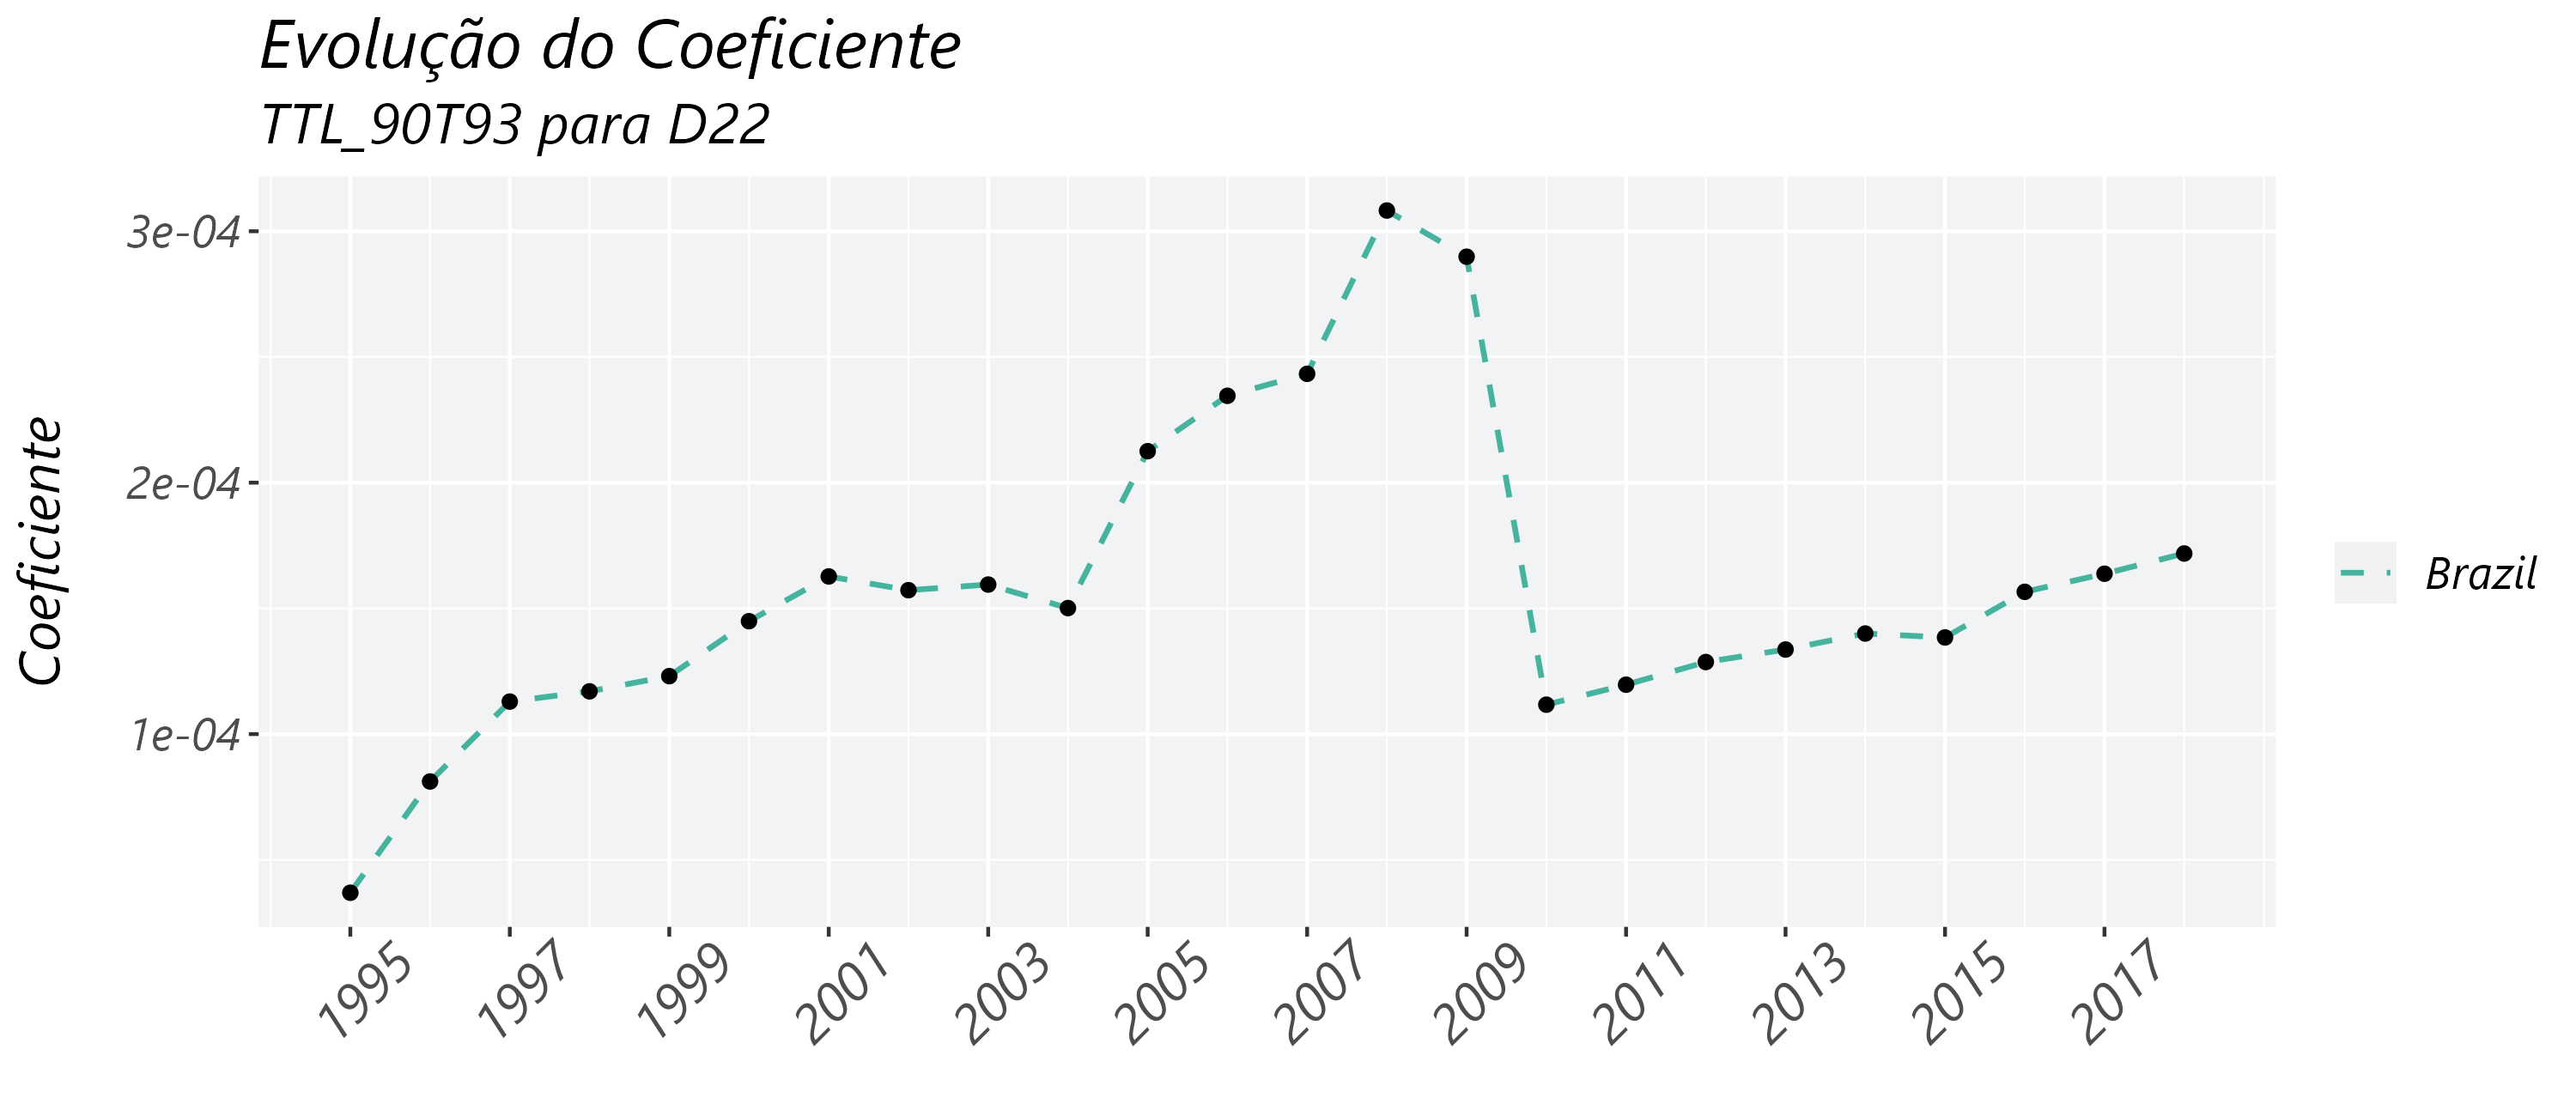 Evolução do Coeficiente
TTL_90T93 para D22
Coeficiente
3e-04
2e-04
1e-04
1995
1997
1999
2001
2003
2005
2007
2009
2011
2013
2015
2017
Brazil